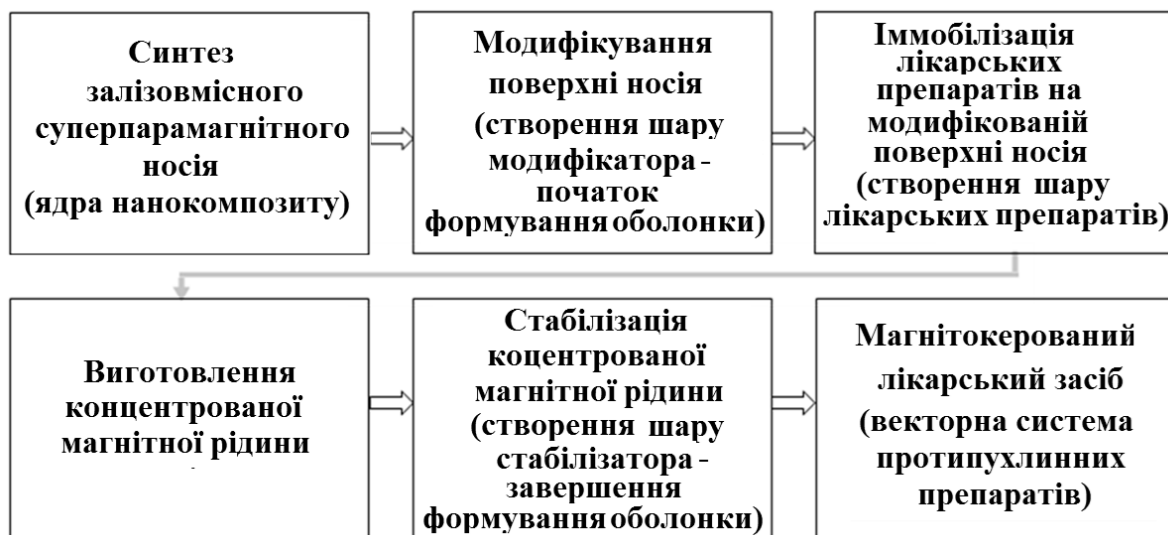 Синтез
залізовмісного
суперпарамагнітного
носія
(ядра нанокомпозиту)
Модифікування
поверхні носія
(створення шару
модифікатора -
початок
формування оболонки)
Іммобілізація
лікарських
препаратів на
модифікованій
поверхні носія
(створення шару
лікарських препаратів)
Виготовлення
концентрованої
магнітної рідини
Стабілізація
коцентрованої
магнітної рідини
(створення шару
стабілізатора -
завершення
формування оболонки)
Магнітокерований
лікарський засіб
(векторна система
протипухлинних
препаратів)